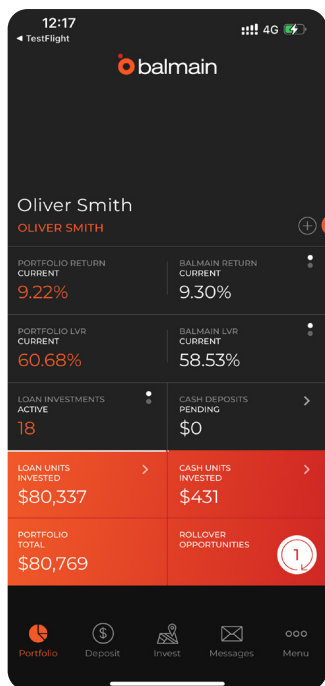 12:17
4G
◀ TestFlight
balmain
Oliver Smith
OLIVER SMITH
PORTFOLIO RETURN
CURRENT
9.22%
BALMAIN RETURN
CURRENT
9.30%
PORTFOLIO LVR
CURRENT
60.68%
BALMAIN LVR
CURRENT
58.53%
LOAN INVESTMENTS
ACTIVE
18
CASH DEPOSITS
PENDING
$0
LOAN UNITS
INVESTED
$80,337
CASH UNITS
INVESTED
$431
PORTFOLIO
TOTAL
$80,769
ROLLOVER
OPPORTUNITIES
1
Portfolio
Deposit
Invest
Messages
Menu